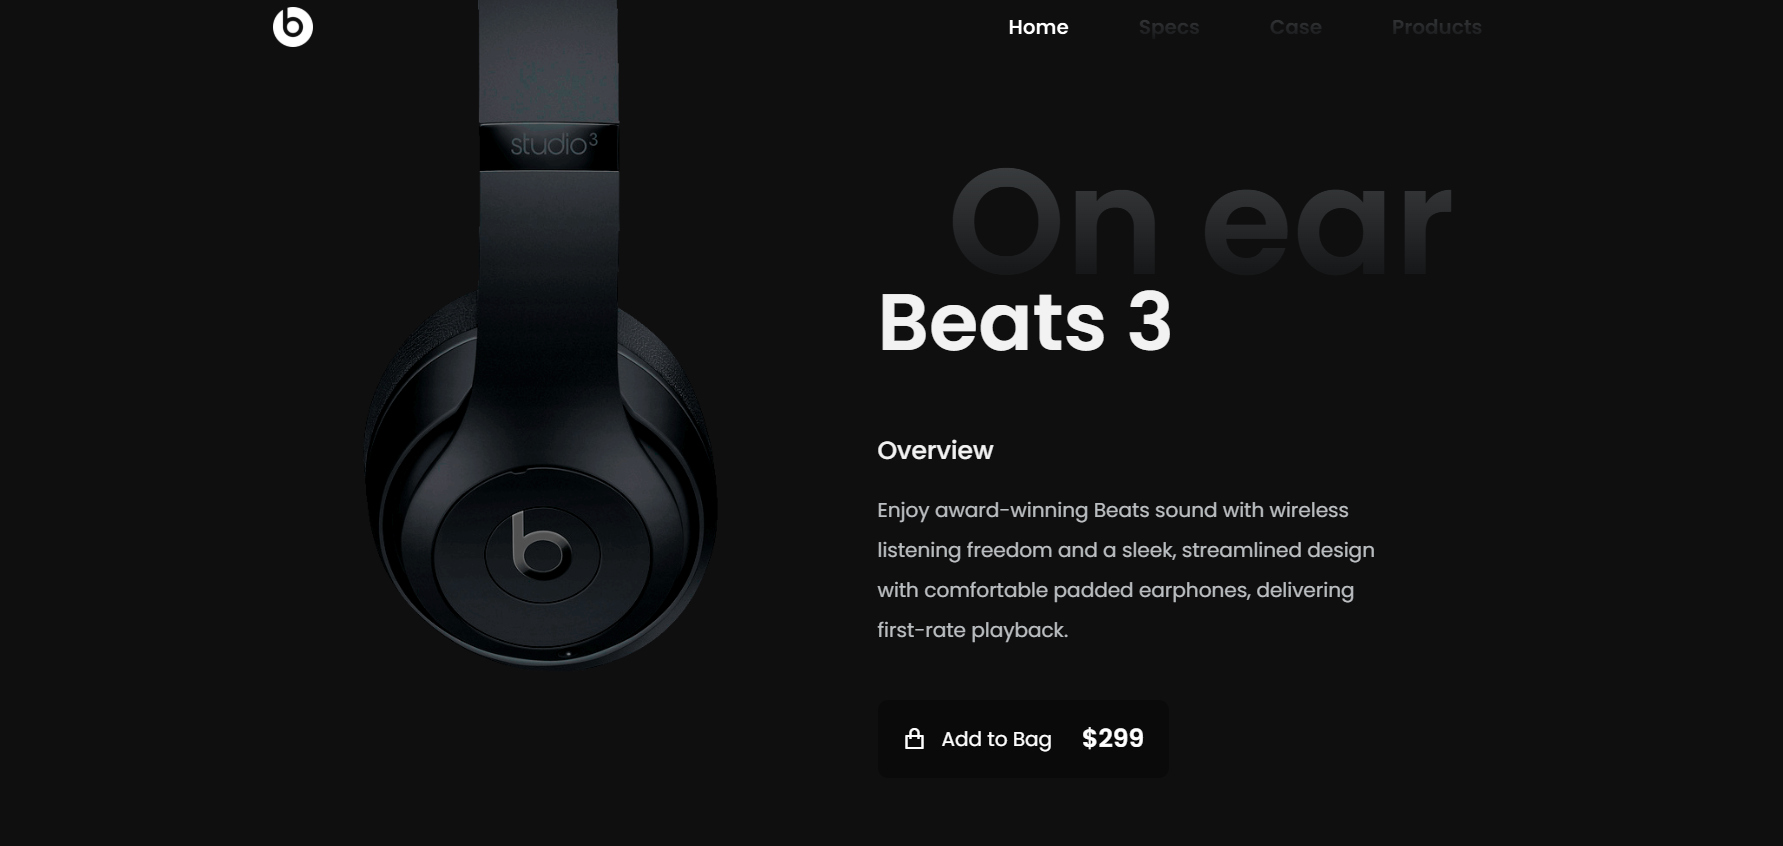 b
Home Specs Case Products
studio3
On ear
Beats 3
Overview
Enjoy award-winning Beats sound with wireless
listening freedom and a sleek, streamlined design
with comfortable padded earphones, delivering
first-rate playback.
Add to Bag $299
b